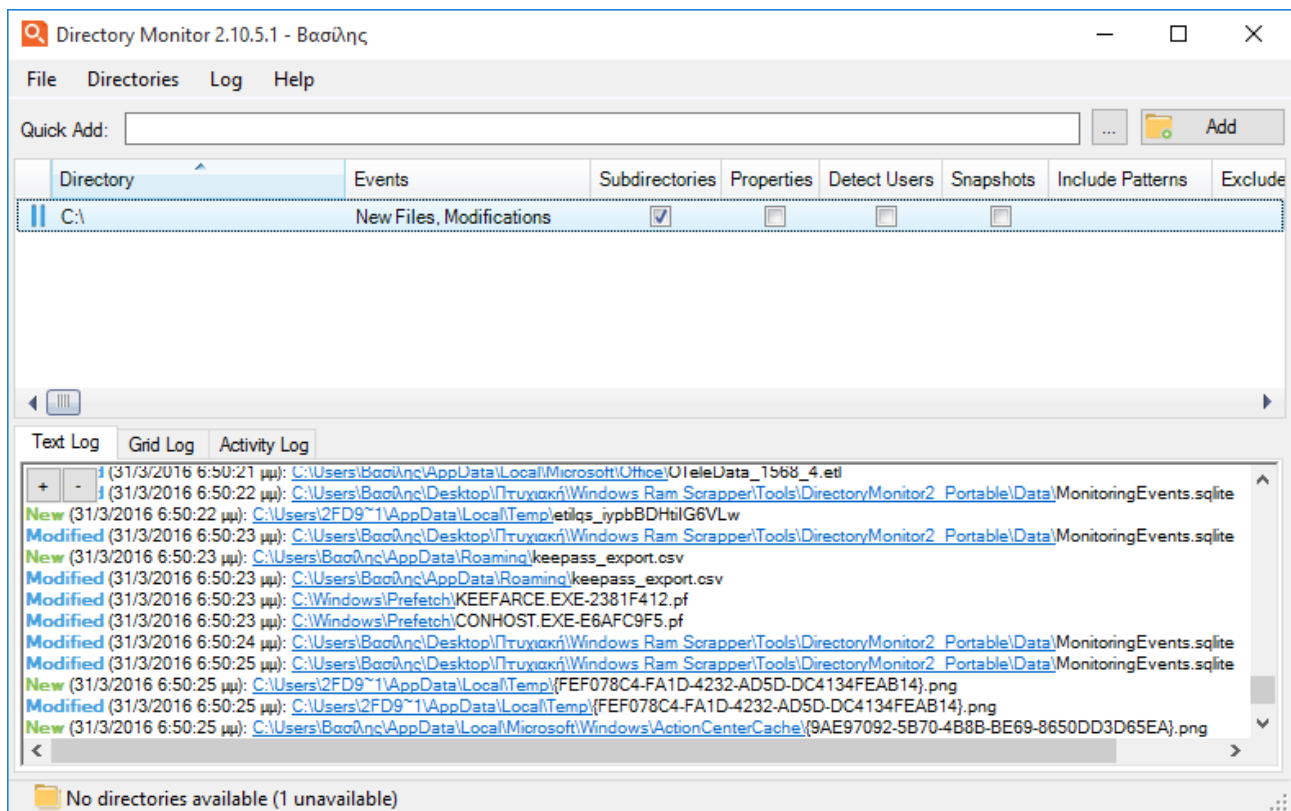 Directory Monitor 2.10.5.1 - Βασίλης
File Directories Log Help
Quick Add: ... Add
Directory Events Subdirectories Properties Detect Users Snapshots Include Patterns Exclude
C:\ New Files, Modifications
Text Log Grid Log Activity Log
+ -
(31/3/2016 6:50:21 μμ): C:\Users\Βασίλης\AppData\Local\Microsoft\Office\OTeleData_1568_4.etl
(31/3/2016 6:50:22 μμ): C:\Users\Βασίλης\Desktop\Πτυχιακή\Windows Ram Scrapper\Tools\DirectoryMonitor2_Portable\Data\MonitoringEvents.sqlite
New (31/3/2016 6:50:22 μμ): C:\Users\2FD9~1\AppData\Local\Temp\etilqs_iypbBDHtiIG6VLw
Modified (31/3/2016 6:50:23 μμ): C:\Users\Βασίλης\Desktop\Πτυχιακή\Windows Ram Scrapper\Tools\DirectoryMonitor2_Portable\Data\MonitoringEvents.sqlite
New (31/3/2016 6:50:23 μμ): C:\Users\Βασίλης\AppData\Roaming\keepass_export.csv
Modified (31/3/2016 6:50:23 μμ): C:\Users\Βασίλης\AppData\Roaming\keepass_export.csv
Modified (31/3/2016 6:50:23 μμ): C:\Windows\Prefetch\KEEFARCE.EXE-2381F412.pf
Modified (31/3/2016 6:50:23 μμ): C:\Windows\Prefetch\CONHOST.EXE-E6AFC9F5.pf
Modified (31/3/2016 6:50:24 μμ): C:\Users\Βασίλης\Desktop\Πτυχιακή\Windows Ram Scrapper\Tools\DirectoryMonitor2_Portable\Data\MonitoringEvents.sqlite
Modified (31/3/2016 6:50:25 μμ): C:\Users\Βασίλης\Desktop\Πτυχιακή\Windows Ram Scrapper\Tools\DirectoryMonitor2_Portable\Data\MonitoringEvents.sqlite
New (31/3/2016 6:50:25 μμ): C:\Users\2FD9~1\AppData\Local\Temp\{FEF078C4-FA1D-4232-AD5D-DC4134FEAB14}.png
Modified (31/3/2016 6:50:25 μμ): C:\Users\2FD9~1\AppData\Local\Temp\{FEF078C4-FA1D-4232-AD5D-DC4134FEAB14}.png
New (31/3/2016 6:50:25 μμ): C:\Users\Βασίλης\AppData\Local\Microsoft\Windows\ActionCenterCache\{9AE97092-5B70-4B8B-BE69-8650DD3D65EA}.png
No directories available (1 unavailable)